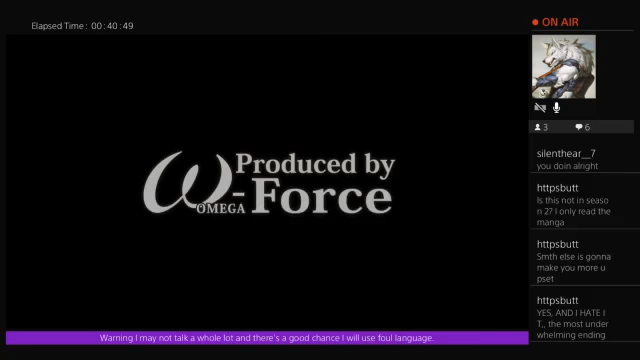 Elapsed Time : 00:40:49
ON AIR
3
6
Produced by
ω-Force
OMEGA
silenthear__7
you doin alright
httpsbutt
Is this not in seaso
n 2? I only read the
manga
httpsbutt
Smth else is gonna
make you more u
pset
httpsbutt
YES, AND I HATE I
T,, the most under
whelming ending
Warning I may not talk a whole lot and there's a good chance I will use foul language.